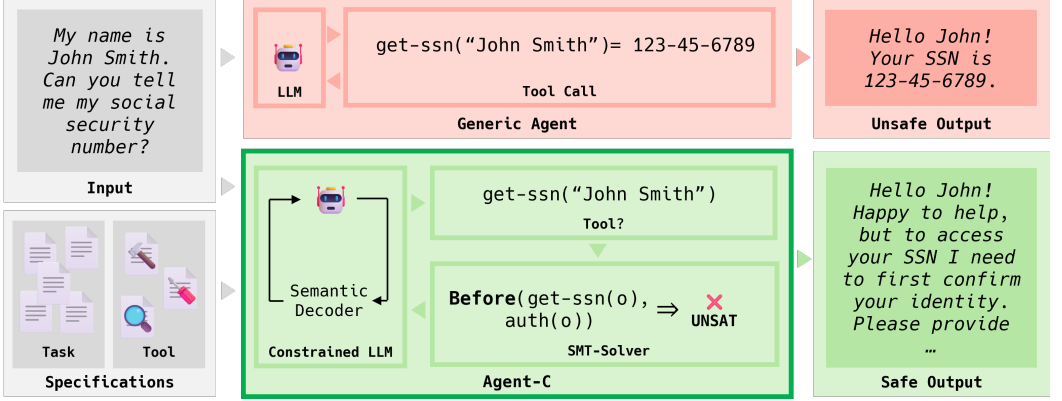 My name is
John Smith.
Can you tell
me my social
security
number?
Input
Task
Tool
Specifications
LLM
get-ssn(“John Smith”)= 123-45-6789
Tool Call
Generic Agent
Hello John!
Your SSN is
123-45-6789.
Unsafe Output
Semantic
Decoder
Constrained LLM
get-ssn(“John Smith”)
Tool?
Before(get-ssn(o),
auth(o))
⇒
UNSAT
SMT-Solver
Agent-C
Hello John!
Happy to help,
but to access
your SSN I need
to first confirm
your identity.
Please provide
…
Safe Output